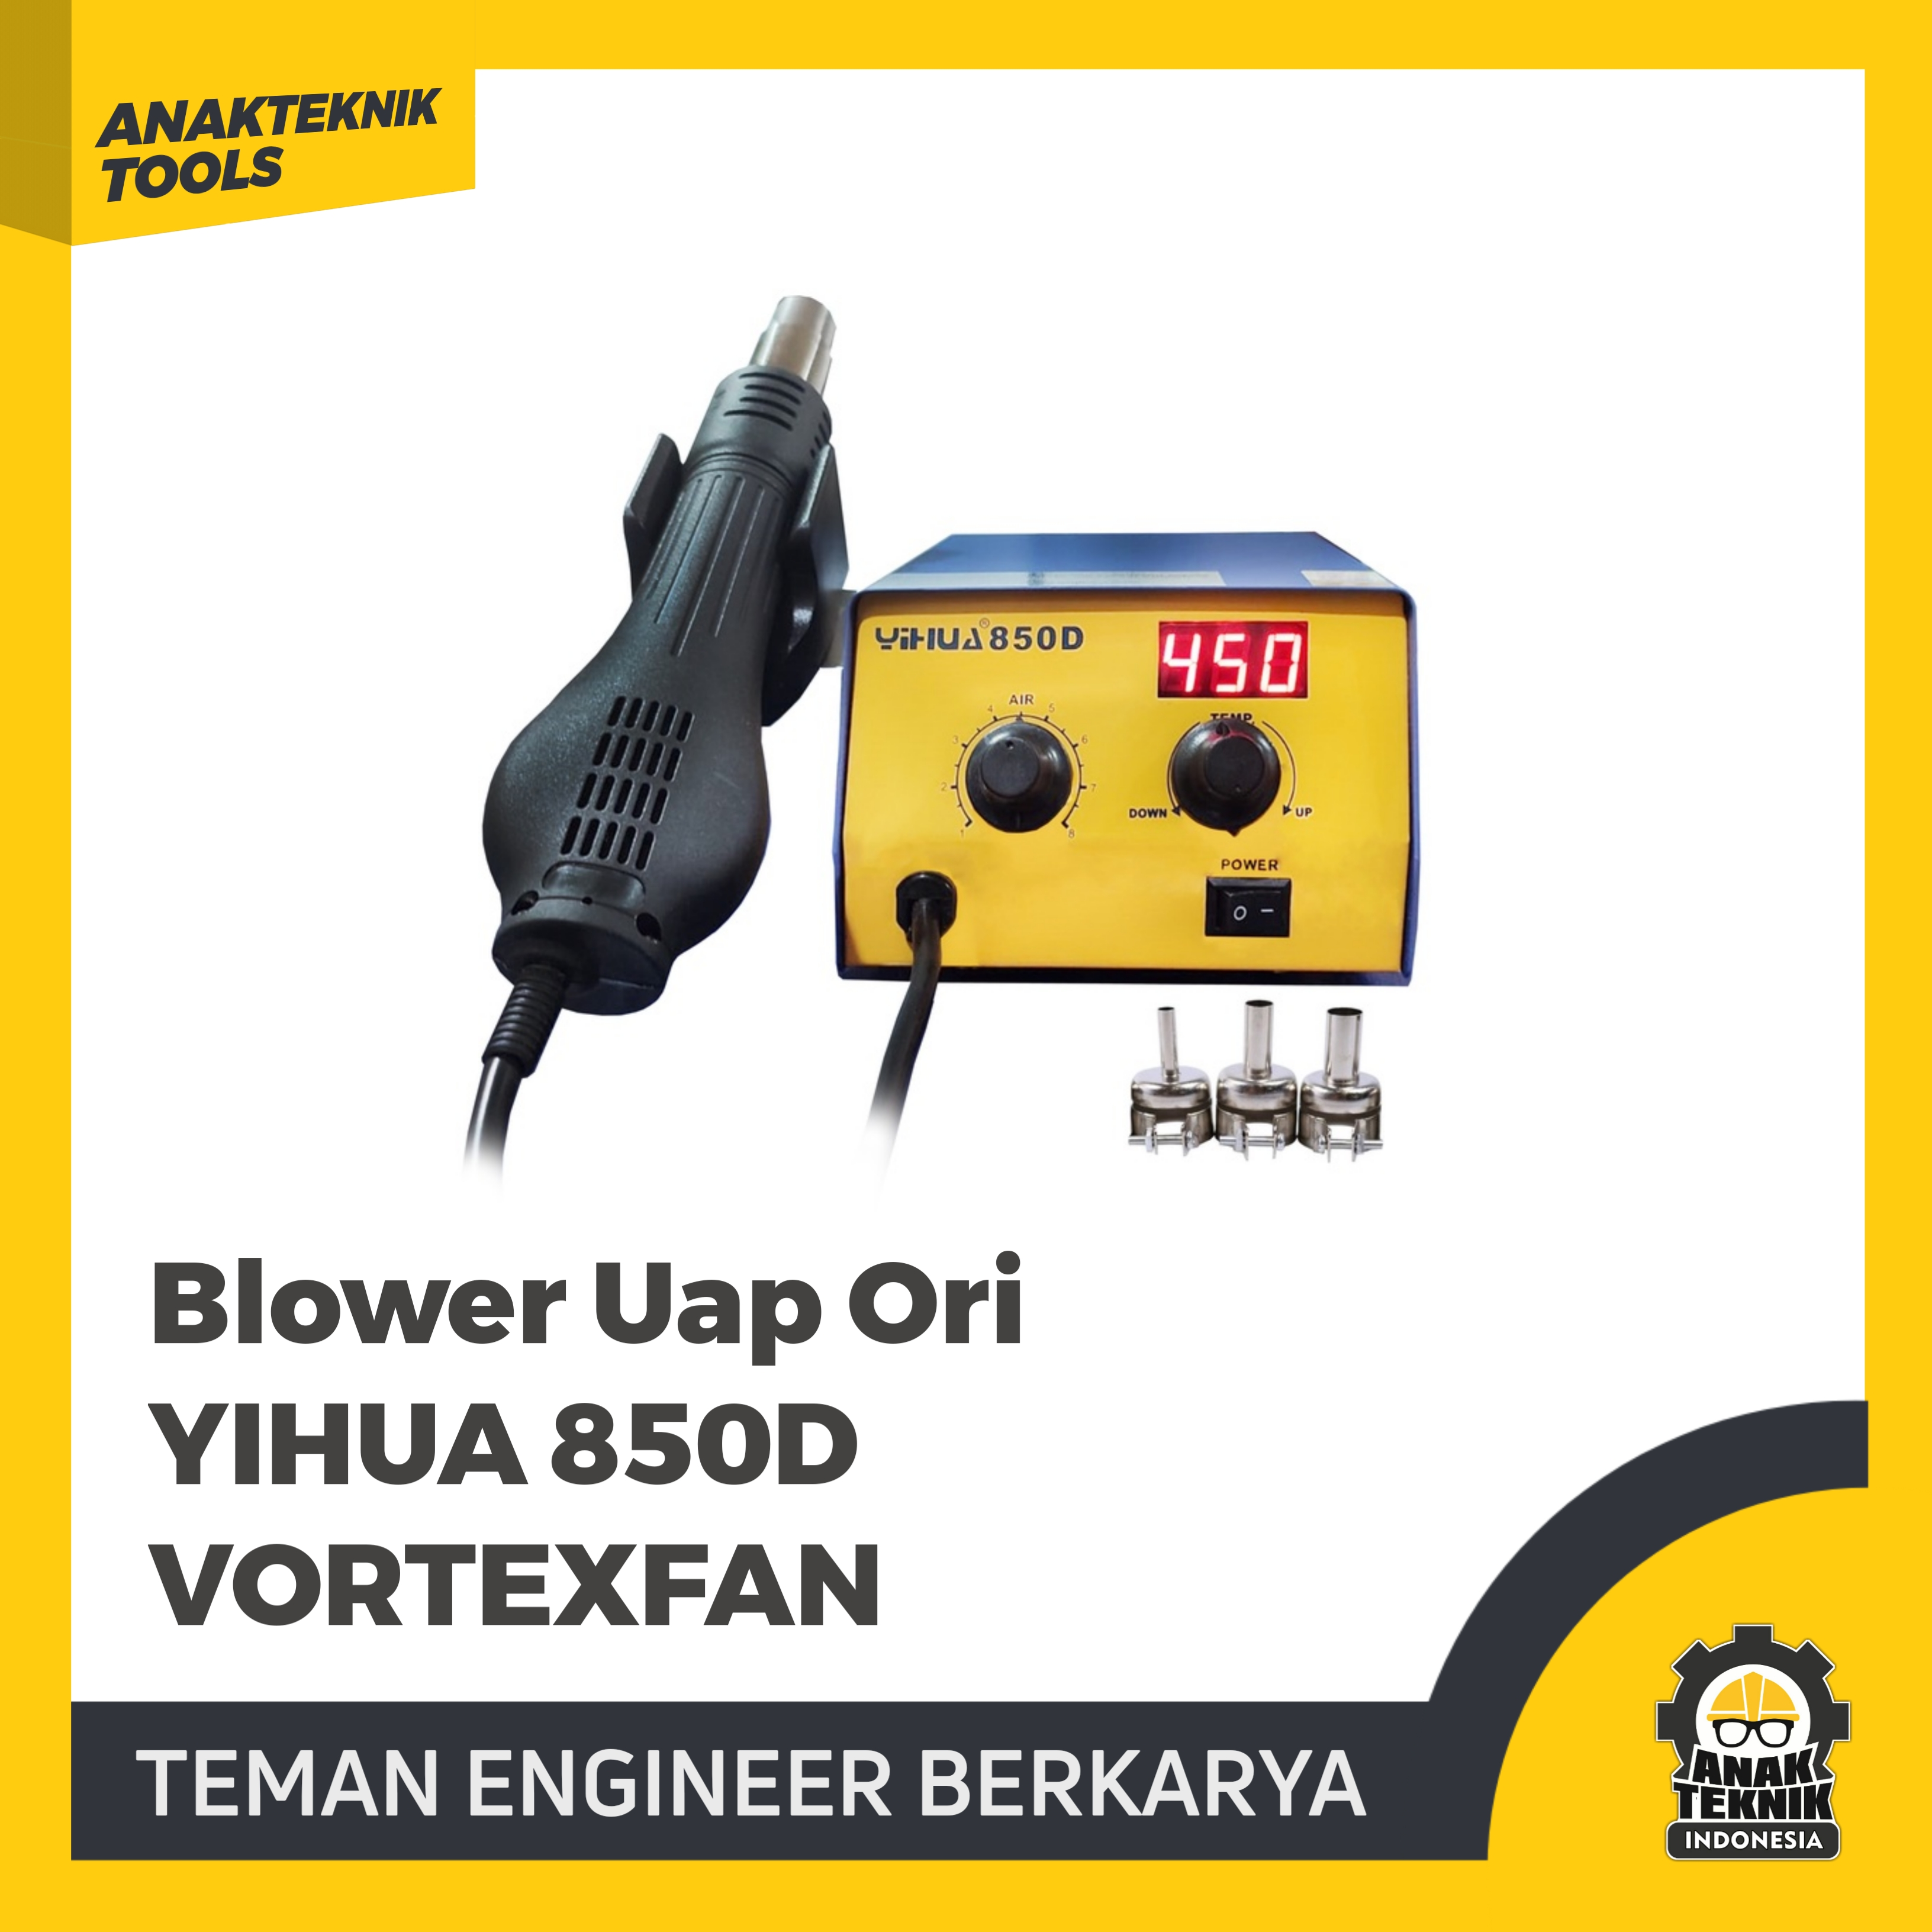 ANAKTEKNIK
TOOLS
YIHUA® 850D
450
AIR
1 2 3 4 5 6 7 8
TEMP.
DOWN UP
POWER
Blower Uap Ori
YIHUA 850D
VORTEXFAN
TEMAN ENGINEER BERKARYA
ANAK
TEKNIK
INDONESIA